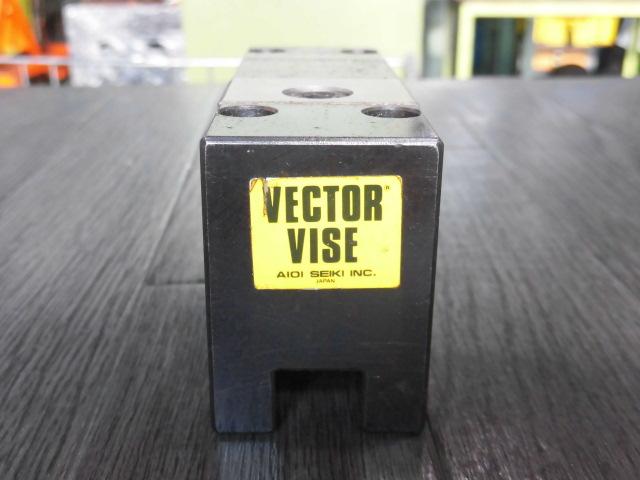 VECTOR
VISE
AIOI SEIKI INC.
JAPAN